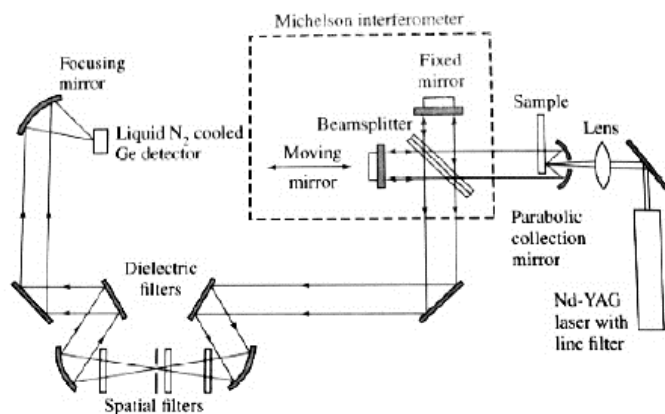 Michelson interferometer
Focusing
mirror
Fixed
mirror
Sample
Beamsplitter
Lens
Liquid N2 cooled
Ge detector
Moving
mirror
Parabolic
collection
mirror
Dielectric
filters
Nd-YAG
laser with
line filter
Spatial filters